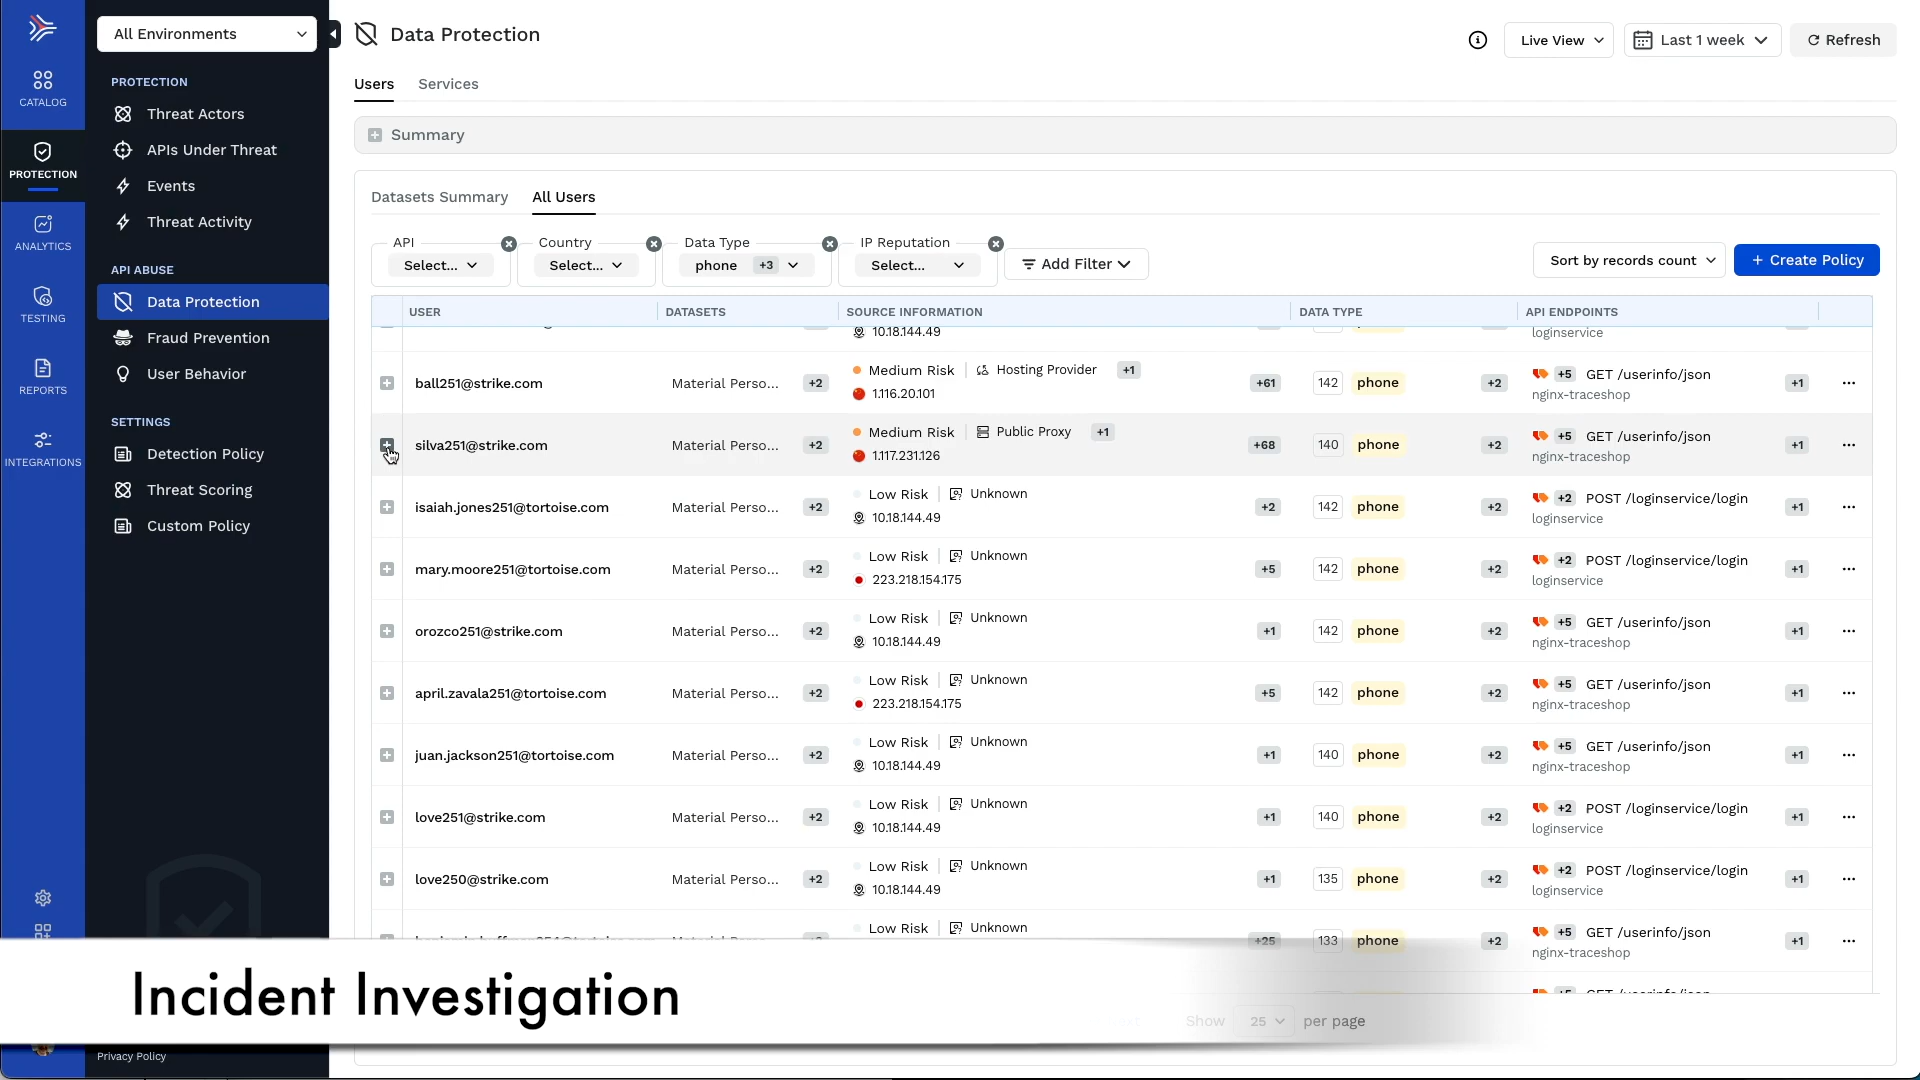 All Environments
Data Protection
Live View
Last 1 week
Refresh
CATALOG
PROTECTION
ANALYTICS
TESTING
REPORTS
INTEGRATIONS
PROTECTION
Threat Actors
APIs Under Threat
Events
Threat Activity
API ABUSE
Data Protection
Fraud Prevention
User Behavior
SETTINGS
Detection Policy
Threat Scoring
Custom Policy
Privacy Policy
Users Services
Summary
Datasets Summary All Users
API Country Data Type IP Reputation
Select... Select... phone +3 Select... Add Filter
Sort by records count + Create Policy
USER DATASETS SOURCE INFORMATION DATA TYPE API ENDPOINTS
10.18.144.49 loginservice
ball251@strike.com Material Perso... +2 Medium Risk Hosting Provider +1 +61 142 phone +2 +5 GET /userinfo/json +1
1.116.20.101 nginx-traceshop
silva251@strike.com Material Perso... +2 Medium Risk Public Proxy +1 +68 140 phone +2 +5 GET /userinfo/json +1
1.117.231.126 nginx-traceshop
isaiah.jones251@tortoise.com Material Perso... +2 Low Risk Unknown +2 142 phone +2 +2 POST /loginservice/login +1
10.18.144.49 loginservice
mary.moore251@tortoise.com Material Perso... +2 Low Risk Unknown +5 142 phone +2 +2 POST /loginservice/login +1
223.218.154.175 loginservice
orozco251@strike.com Material Perso... +2 Low Risk Unknown +1 142 phone +2 +5 GET /userinfo/json +1
10.18.144.49 nginx-traceshop
april.zavala251@tortoise.com Material Perso... +2 Low Risk Unknown +5 142 phone +2 +5 GET /userinfo/json +1
223.218.154.175 nginx-traceshop
juan.jackson251@tortoise.com Material Perso... +2 Low Risk Unknown +1 140 phone +2 +5 GET /userinfo/json +1
10.18.144.49 nginx-traceshop
love251@strike.com Material Perso... +2 Low Risk Unknown +1 140 phone +2 +2 POST /loginservice/login +1
10.18.144.49 loginservice
love250@strike.com Material Perso... +2 Low Risk Unknown +1 135 phone +2 +2 POST /loginservice/login +1
10.18.144.49 loginservice
Low Risk Unknown +25 133 phone +2 +5 GET /userinfo/json +1
nginx-traceshop
Show 25 per page
Incident Investigation